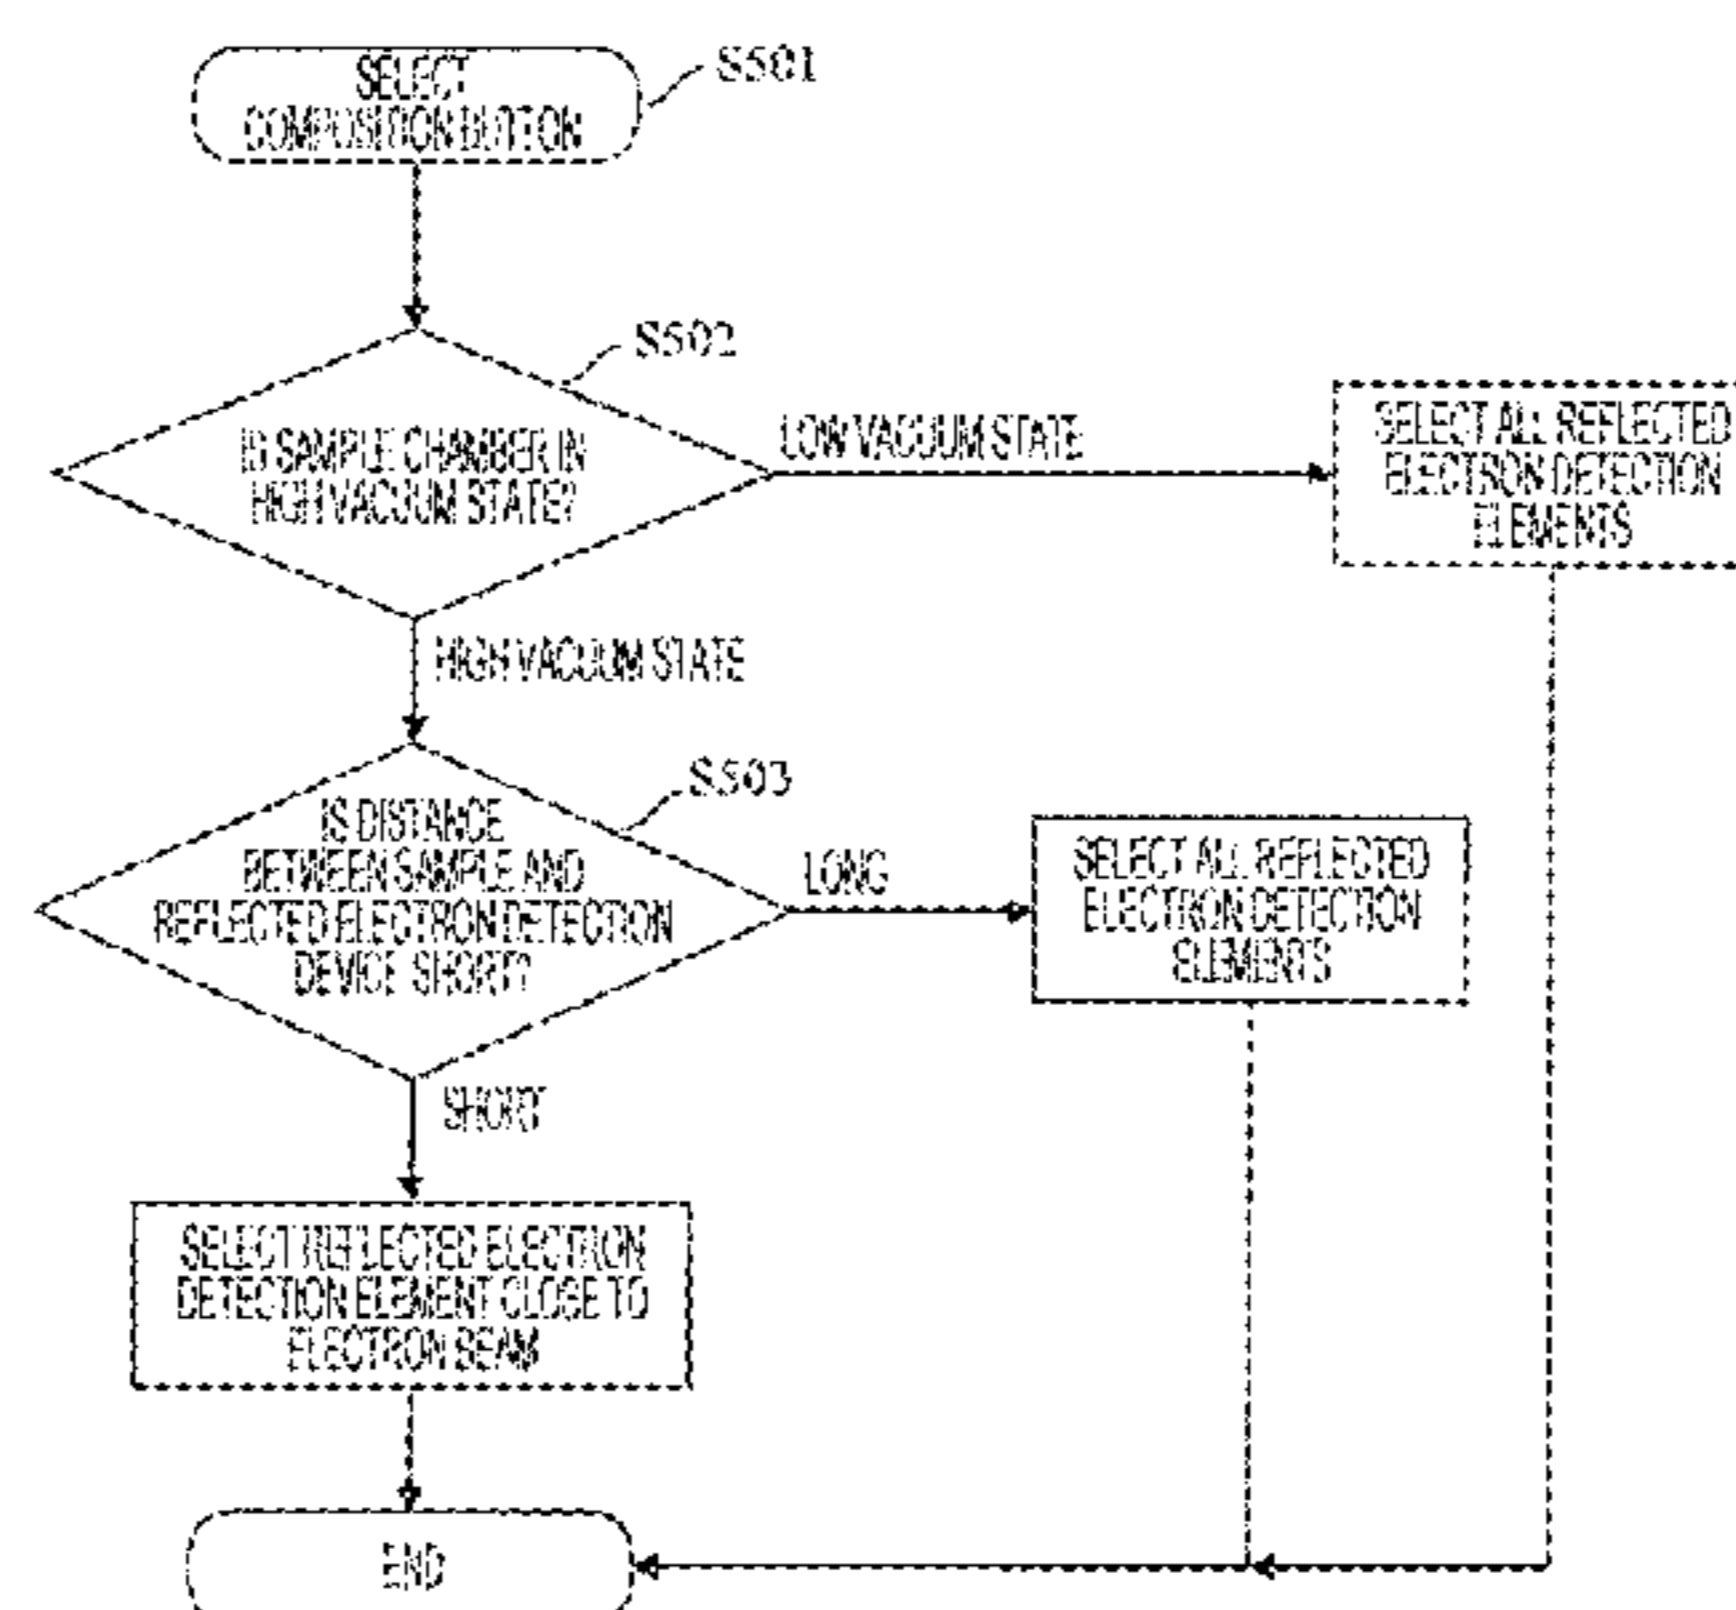 SELECT
COMPOSITION BUTTON
S501
S502
IS SAMPLE CHAMBER IN
HIGH VACUUM STATE?
LOW VACUUM STATE
SELECT ALL REFLECTED
ELECTRON DETECTION
ELEMENTS
HIGH VACUUM STATE
S503
IS DISTANCE
BETWEEN SAMPLE AND
REFLECTED ELECTRON DETECTION
DEVICE SHORT?
LONG
SELECT ALL REFLECTED
ELECTRON DETECTION
ELEMENTS
SHORT
SELECT REFLECTED ELECTRON
DETECTION ELEMENT CLOSE TO
ELECTRON BEAM
END